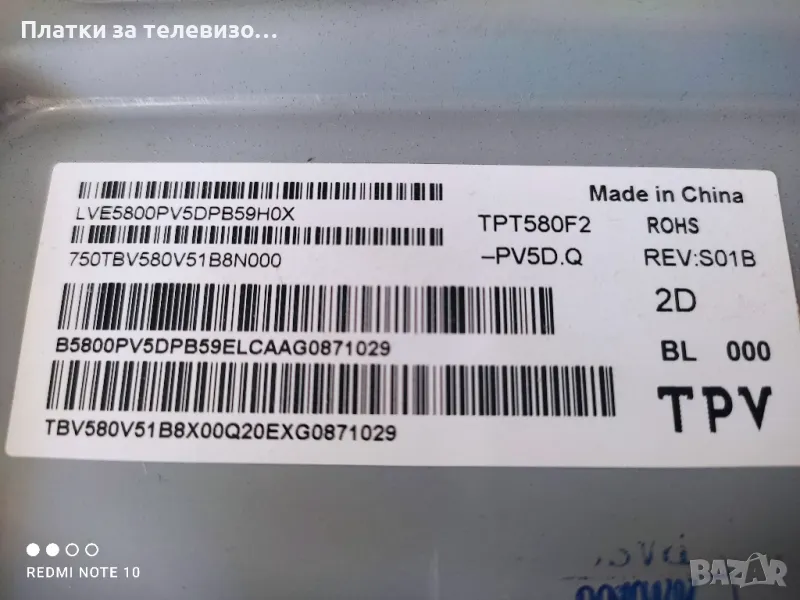 Платки за телевизо...
Made in China
LVE5800PV5DPB59H0X
TPT580F2
ROHS
750TBV580V51B8N000
-PV5D.Q
REV:S01B
2D
B5800PV5DPB59ELCAAG0871029
BL 000
TPV
TBV580V51B8X00Q20EXG0871029
REDMI NOTE 10
BAZAR